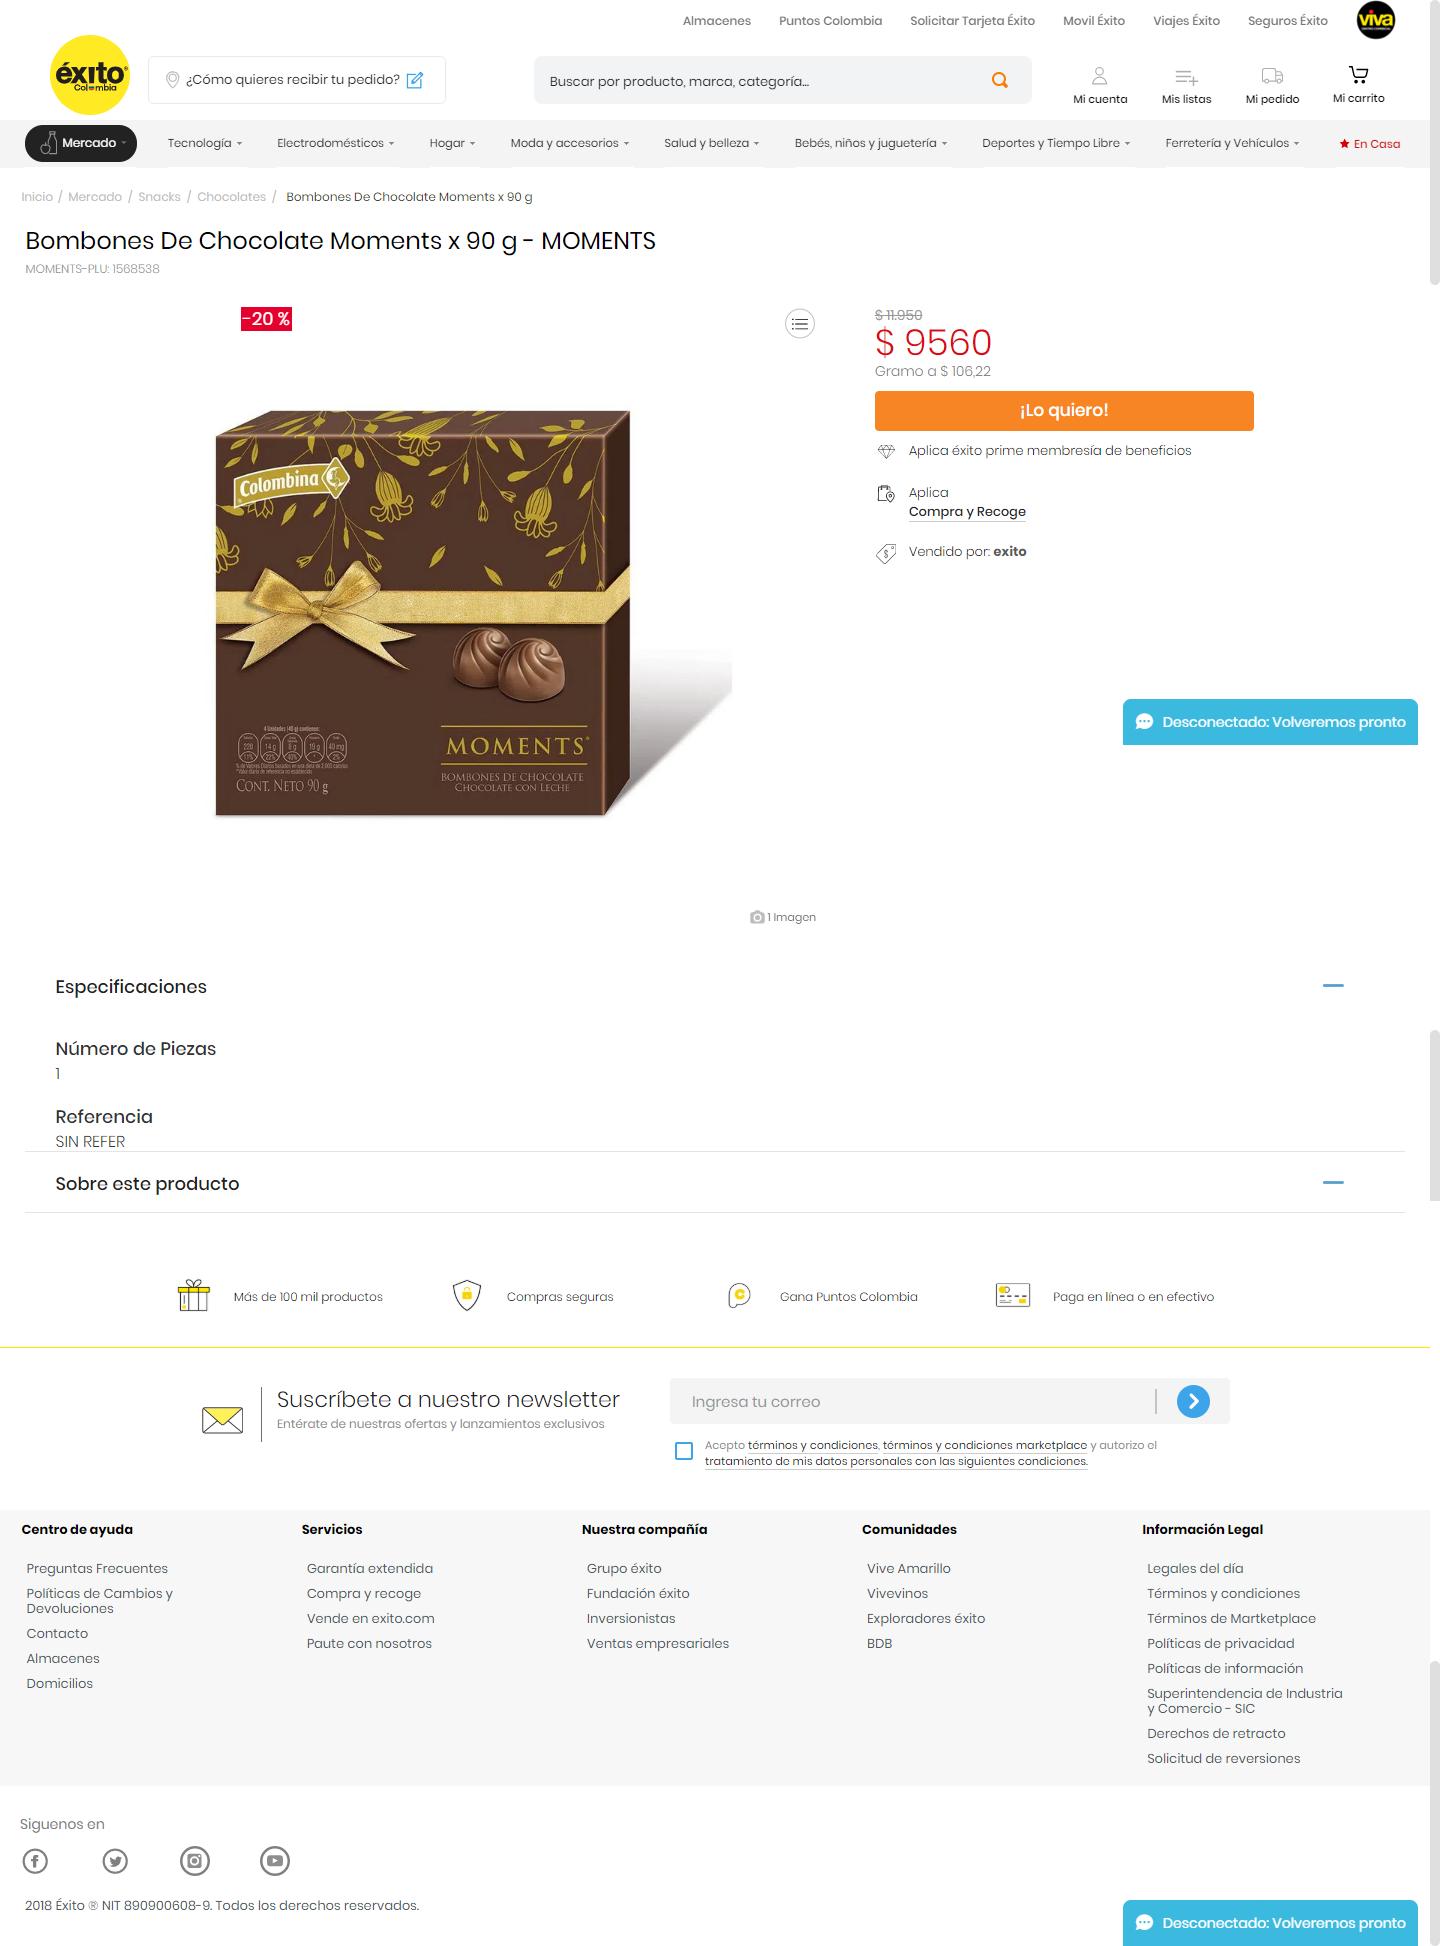 Almacenes Puntos Colombia Solicitar Tarjeta Éxito Movil Éxito Viajes Éxito Seguros Éxito viva
éxito
Colombia
¿Cómo quieres recibir tu pedido?
Buscar por producto, marca, categoría...
Mi cuenta Mis listas Mi pedido Mi carrito
Mercado Tecnología Electrodomésticos Hogar Moda y accesorios Salud y belleza Bebés, niños y juguetería Deportes y Tiempo Libre Ferretería y Vehículos En Casa
Inicio / Mercado / Snacks / Chocolates / Bombones De Chocolate Moments x 90 g
Bombones De Chocolate Moments x 90 g - MOMENTS
MOMENTS-PLU: 1568538
-20 %
$ 11.950
$ 9560
Gramo a $ 106,22
¡Lo quiero!
Aplica éxito prime membresía de beneficios
Aplica
Compra y Recoge
Vendido por: exito
Colombina
MOMENTS
BOMBONES DE CHOCOLATE
CHOCOLATE CON LECHE
CONT. NETO 90 g
Desconectado: Volveremos pronto
1 Imagen
Especificaciones
Número de Piezas
1
Referencia
SIN REFER
Sobre este producto
Más de 100 mil productos
Compras seguras
Gana Puntos Colombia
Paga en línea o en efectivo
Suscríbete a nuestro newsletter
Entérate de nuestras ofertas y lanzamientos exclusivos
Ingresa tu correo
Acepto términos y condiciones, términos y condiciones marketplace y autorizo el
tratamiento de mis datos personales con las siguientes condiciones.
Centro de ayuda
Preguntas Frecuentes
Políticas de Cambios y
Devoluciones
Contacto
Almacenes
Domicilios
Servicios
Garantía extendida
Compra y recoge
Vende en exito.com
Paute con nosotros
Nuestra compañía
Grupo éxito
Fundación éxito
Inversionistas
Ventas empresariales
Comunidades
Vive Amarillo
Vivevinos
Exploradores éxito
BDB
Información Legal
Legales del día
Términos y condiciones
Términos de Martketplace
Políticas de privacidad
Políticas de información
Superintendencia de Industria
y Comercio - SIC
Derechos de retracto
Solicitud de reversiones
Siguenos en
2018 Éxito ® NIT 890900608-9. Todos los derechos reservados.
Desconectado: Volveremos pronto